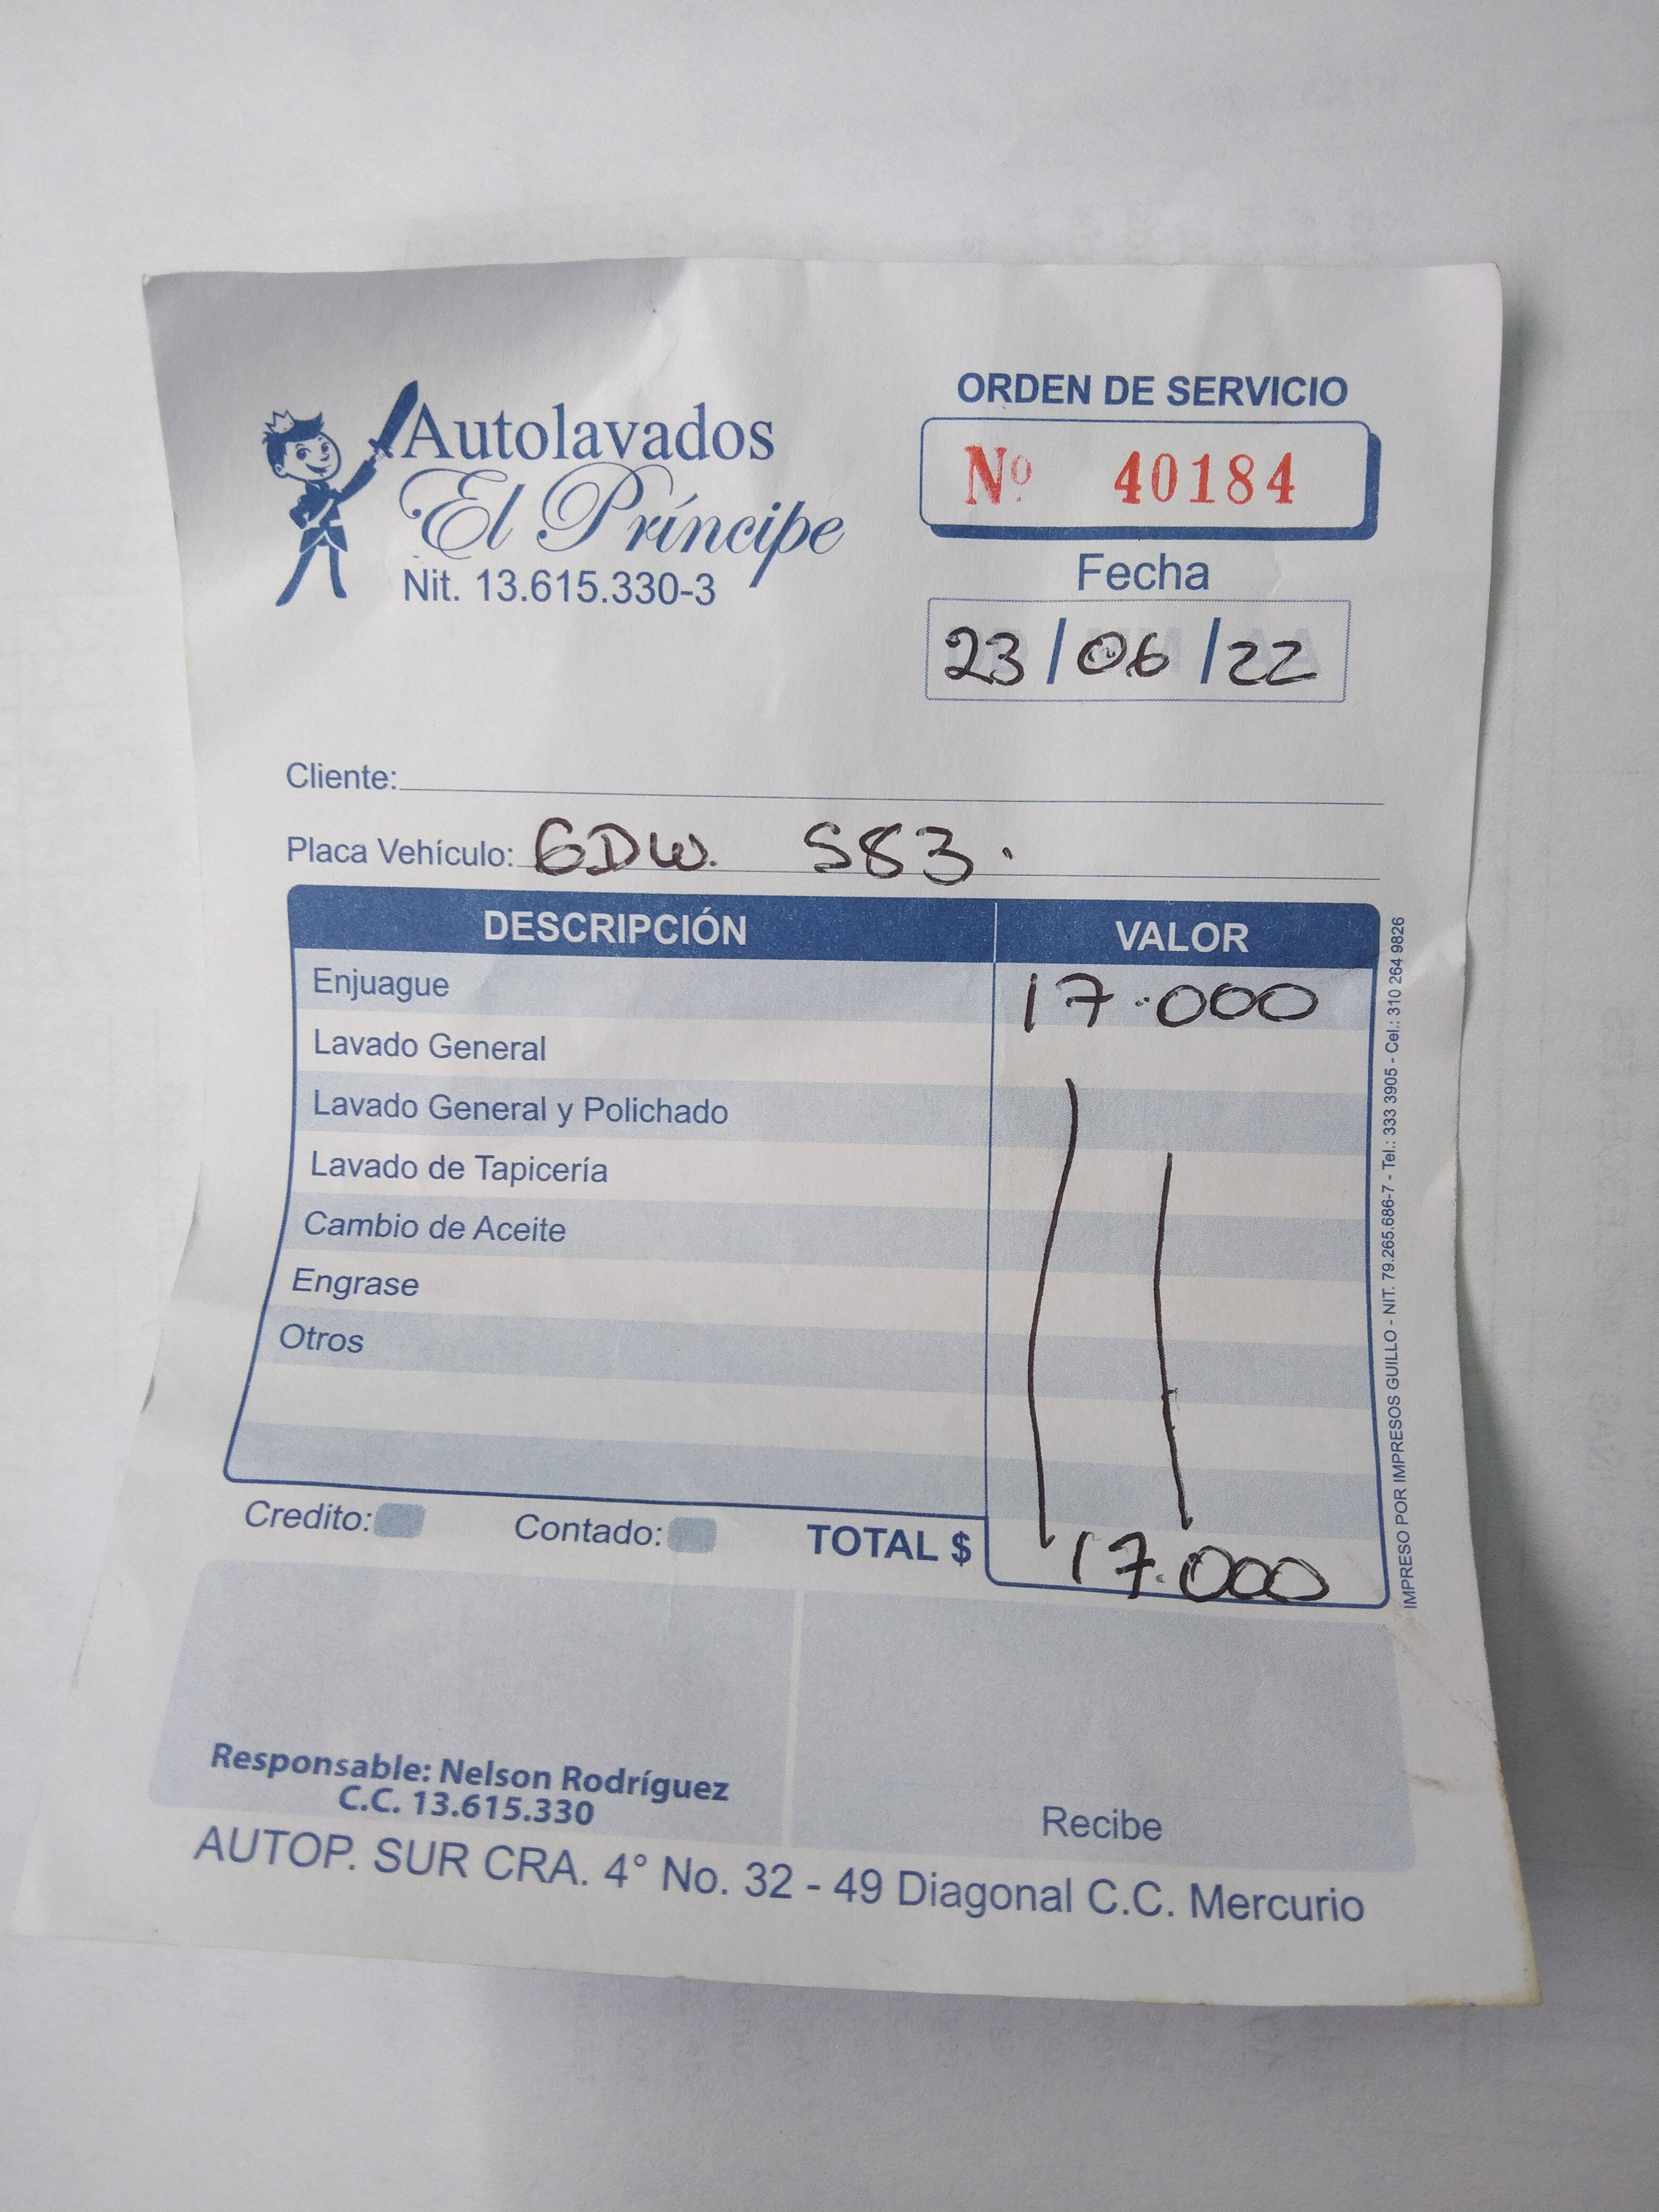 Autolavados
El Príncipe
Nit. 13.615.330-3
ORDEN DE SERVICIO
Nº 40184
Fecha
23/06/22
Cliente:
Placa Vehículo: GDW. S83.
DESCRIPCIÓN VALOR
Enjuague 17.000
Lavado General
Lavado General y Polichado
Lavado de Tapicería
Cambio de Aceite
Engrase
Otros
Credito: Contado: TOTAL $ 17.000
Responsable: Nelson Rodríguez
C.C. 13.615.330
Recibe
AUTOP. SUR CRA. 4° No. 32 - 49 Diagonal C.C. Mercurio
IMPRESO POR IMPRESOS GUILLO - NIT. 79.265.686-7 - Tel.: 333 3905 - Cel.: 310 264 9826